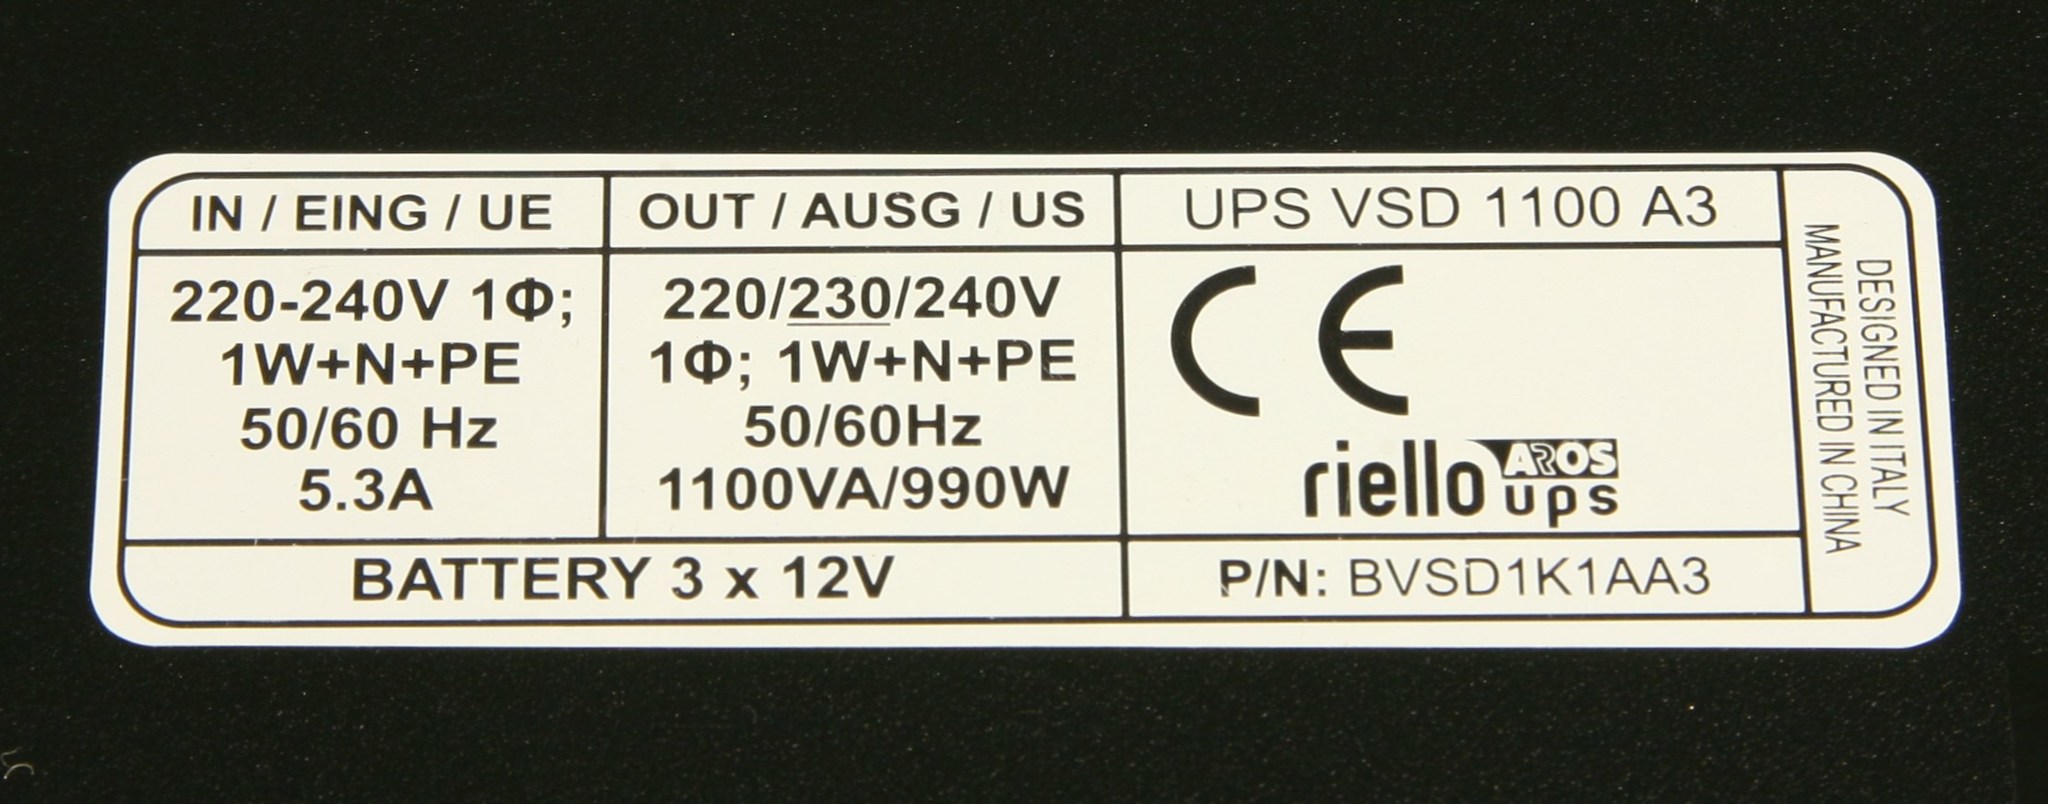 IN / EING / UE
220-240V 1Φ;
1W+N+PE
50/60 Hz
5.3A
OUT / AUSG / US
220/230/240V
1Φ; 1W+N+PE
50/60Hz
1100VA/990W
BATTERY 3 x 12V
UPS VSD 1100 A3
CE
riello AROS
ups
P/N: BVSD1K1AA3
DESIGNED IN ITALY
MANUFACTURED IN CHINA